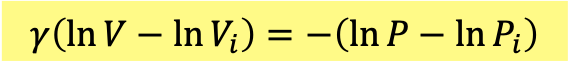 γ(ln V − ln Vᵢ) = −(ln P − ln Pᵢ)